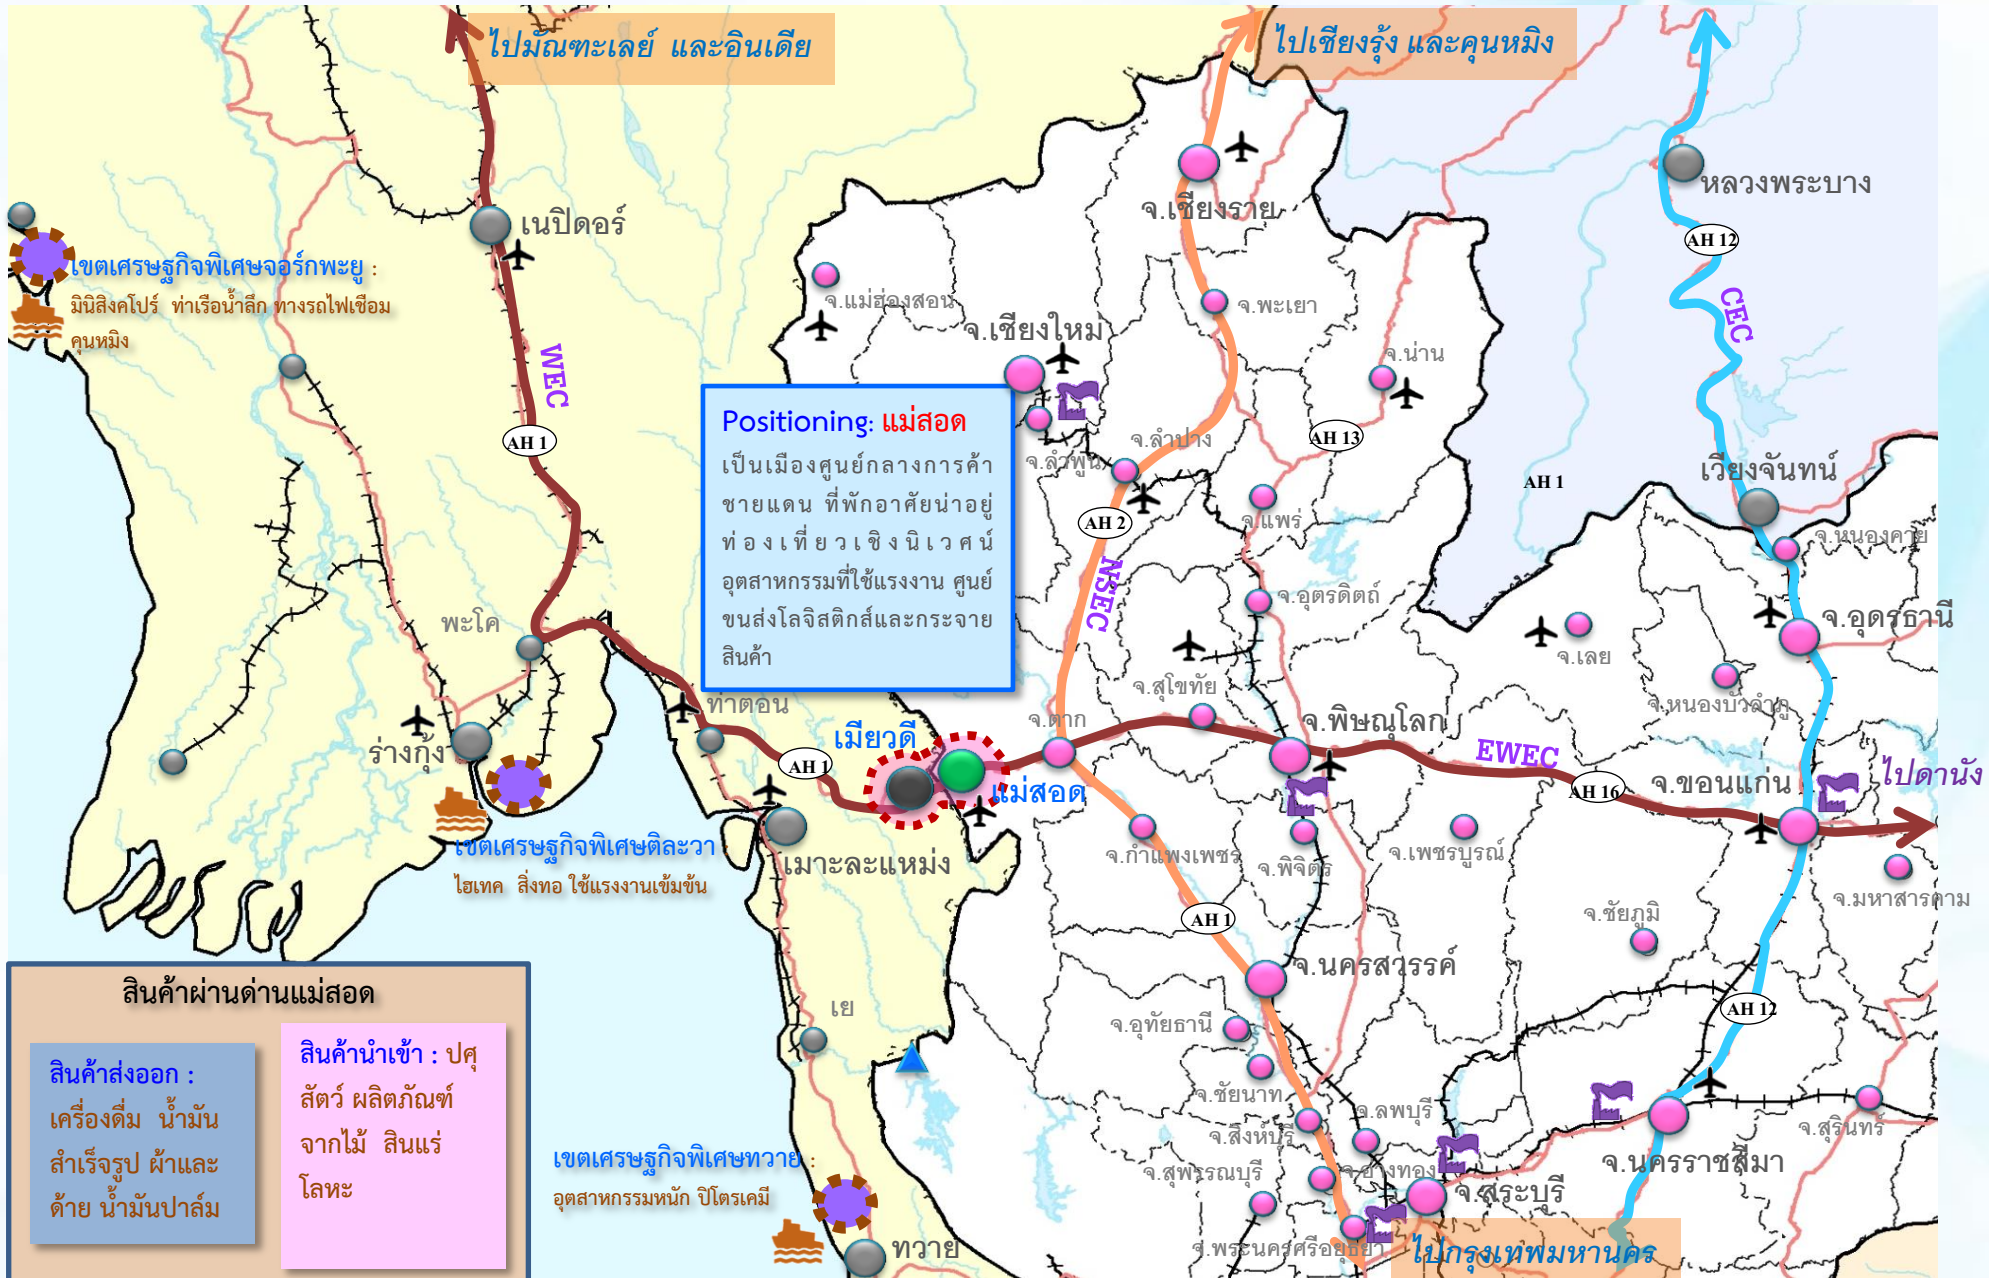 ไปมัณฑะเลย์ และอินเดีย
ไปเชียงรุ้ง และคุนหมิง
หลวงพระบาง
จ.เชียงราย
เนปิดอร์
AH 12
เขตเศรษฐกิจพิเศษจอร์กพะยู :
มินิสิงคโปร์ ท่าเรือน้ำลึก ทางรถไฟเชื่อม
คุนหมิง
จ.แม่ฮ่องสอน
จ.พะเยา
CEC
จ.เชียงใหม่
จ.น่าน
WEC
AH 1
Positioning: แม่สอด
เป็นเมืองศูนย์กลางการค้า
ชายแดน ที่พักอาศัยน่าอยู่
ท่องเที่ยวเชิงนิเวศน์
อุตสาหกรรมที่ใช้แรงงาน ศูนย์
ขนส่งโลจิสติกส์และกระจาย
สินค้า
จ.ลำปาง
AH 13
จ.ลำพูน
เวียงจันทน์
AH 1
AH 2
จ.แพร่
จ.หนองคาย
NSEC
จ.อุตรดิตถ์
จ.อุดรธานี
พะโค
จ.เลย
จ.สุโขทัย
จ.หนองบัวลำภู
ท่าตอน
จ.ตาก
จ.พิษณุโลก
เมียวดี
ร่างกุ้ง
EWEC
AH 1
แม่สอด
AH 16
จ.ขอนแก่น
ไปดานัง
เขตเศรษฐกิจพิเศษติละวา
ไฮเทค สิ่งทอ ใช้แรงงานเข้มข้น
เมาะละแหม่ง
จ.กำแพงเพชร
จ.พิจิตร
จ.เพชรบูรณ์
จ.มหาสารคาม
AH 1
จ.ชัยภูมิ
จ.นครสวรรค์
สินค้าผ่านด่านแม่สอด
เย
จ.อุทัยธานี
AH 12
สินค้าส่งออก :
เครื่องดื่ม น้ำมัน
สำเร็จรูป ผ้าและ
ด้าย น้ำมันปาล์ม
สินค้านำเข้า : ปศุ
สัตว์ ผลิตภัณฑ์
จากไม้ สินแร่
โลหะ
จ.ชัยนาท
จ.ลพบุรี
จ.สิงห์บุรี
จ.สุรินทร์
เขตเศรษฐกิจพิเศษทวาย :
อุตสาหกรรมหนัก ปิโตรเคมี
จ.สุพรรณบุรี
จ.อ่างทอง
จ.นครราชสีมา
จ.สระบุรี
ทวาย
จ.พระนครศรีอยุธยา
ไปกรุงเทพมหานคร